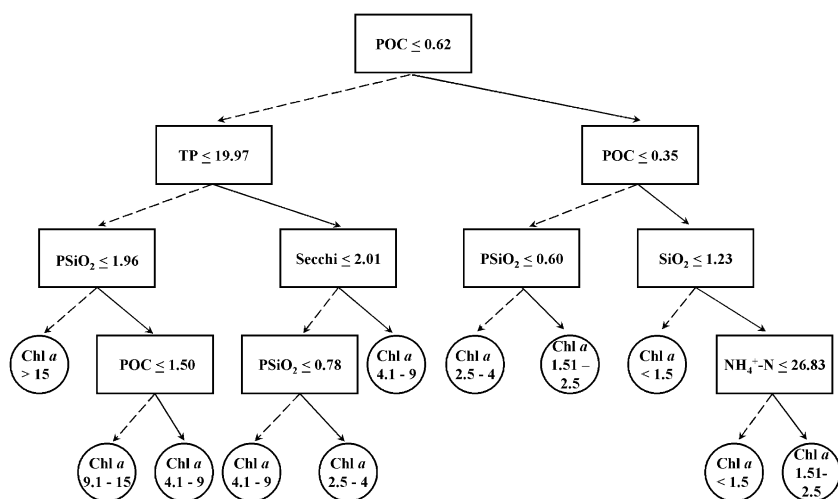 POC ≤ 0.62
TP ≤ 19.97
POC ≤ 0.35
PSiO₂ ≤ 1.96
Secchi ≤ 2.01
PSiO₂ ≤ 0.60
SiO₂ ≤ 1.23
Chl a
> 15
POC ≤ 1.50
PSiO₂ ≤ 0.78
Chl a
4.1 - 9
Chl a
2.5 - 4
Chl a
1.51 –
2.5
Chl a
< 1.5
NH₄⁺-N ≤ 26.83
Chl a
9.1 - 15
Chl a
4.1 - 9
Chl a
4.1 - 9
Chl a
2.5 - 4
Chl a
< 1.5
Chl a
1.51-
2.5